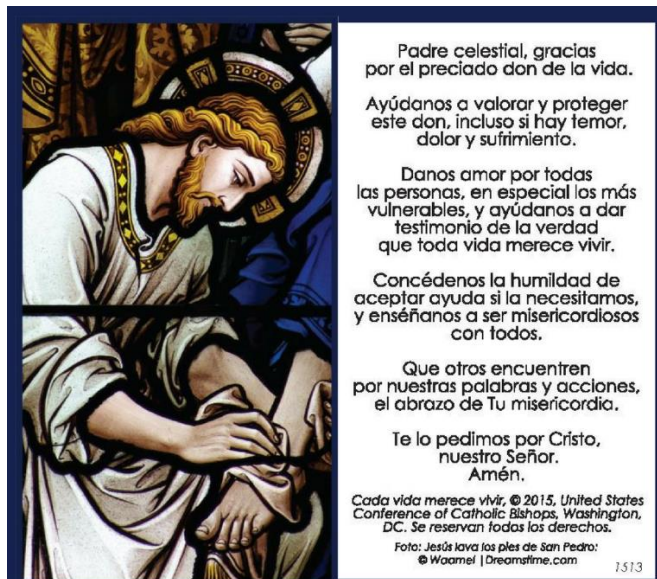 Padre celestial, gracias
por el preciado don de la vida.
Ayúdanos a valorar y proteger
este don, incluso si hay temor,
dolor y sufrimiento.
Danos amor por todas
las personas, en especial los más
vulnerables, y ayúdanos a dar
testimonio de la verdad
que toda vida merece vivir.
Concédenos la humildad de
aceptar ayuda si la necesitamos,
y enséñanos a ser misericordiosos
con todos.
Que otros encuentren
por nuestras palabras y acciones,
el abrazo de Tu misericordia.
Te lo pedimos por Cristo,
nuestro Señor.
Amén.
Cada vida merece vivir, © 2015, United States
Conference of Catholic Bishops, Washington,
DC. Se reservan todos los derechos.
Foto: Jesús lava los pies de San Pedro:
© Waamel | Dreamstime.com
1513